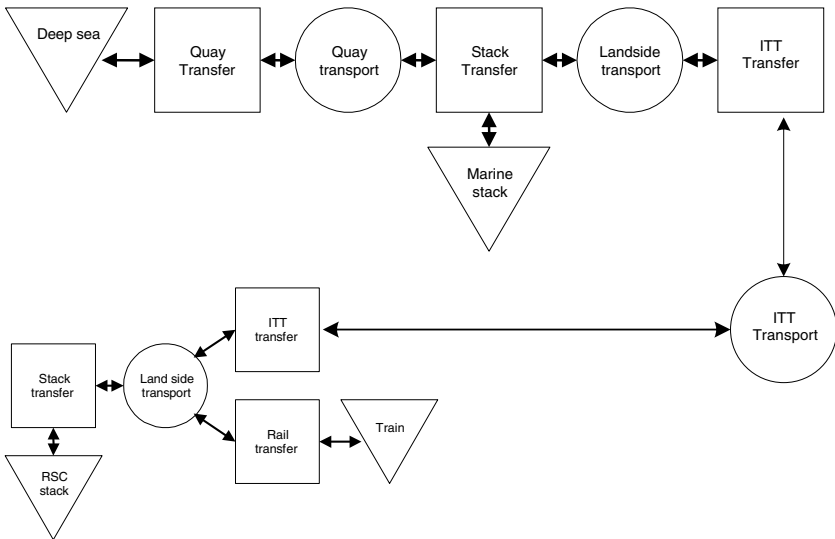 Deep sea
Quay
Transfer
Quay
transport
Stack
Transfer
Landside
transport
ITT
Transfer
Marine
stack
ITT
Transport
ITT
transfer
Stack
transfer
Land side
transport
Rail
transfer
Train
RSC
stack